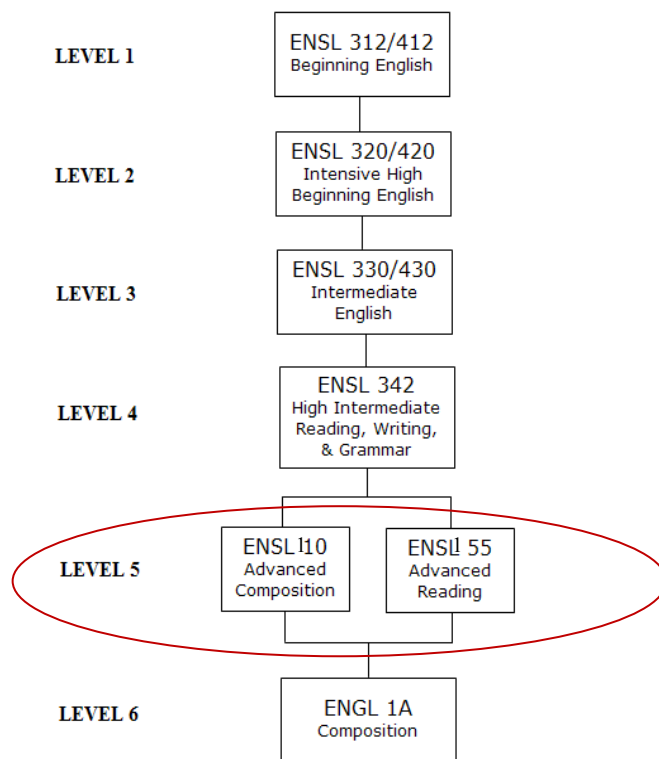 LEVEL 1
ENSL 312/412
Beginning English
LEVEL 2
ENSL 320/420
Intensive High
Beginning English
LEVEL 3
ENSL 330/430
Intermediate
English
LEVEL 4
ENSL 342
High Intermediate
Reading, Writing,
& Grammar
LEVEL 5
ENSL 110
Advanced
Composition
ENSL 155
Advanced
Reading
LEVEL 6
ENGL 1A
Composition